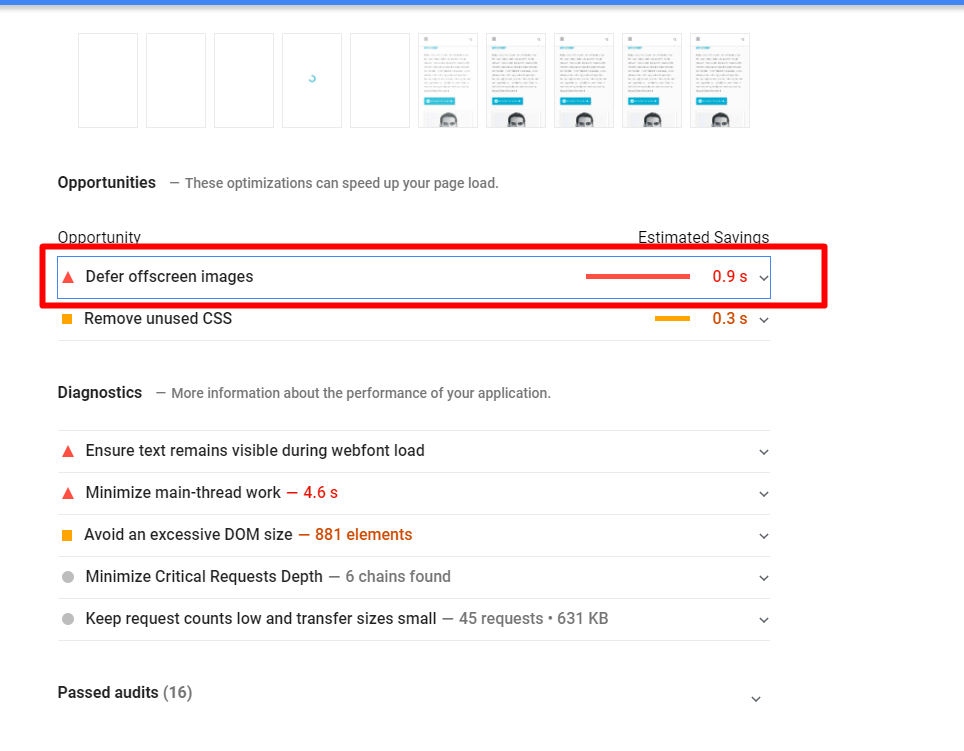 Opportunities — These optimizations can speed up your page load.
Opportunity Estimated Savings
Defer offscreen images 0.9 s
Remove unused CSS 0.3 s
Diagnostics — More information about the performance of your application.
Ensure text remains visible during webfont load
Minimize main-thread work — 4.6 s
Avoid an excessive DOM size — 881 elements
Minimize Critical Requests Depth — 6 chains found
Keep request counts low and transfer sizes small — 45 requests • 631 KB
Passed audits (16)